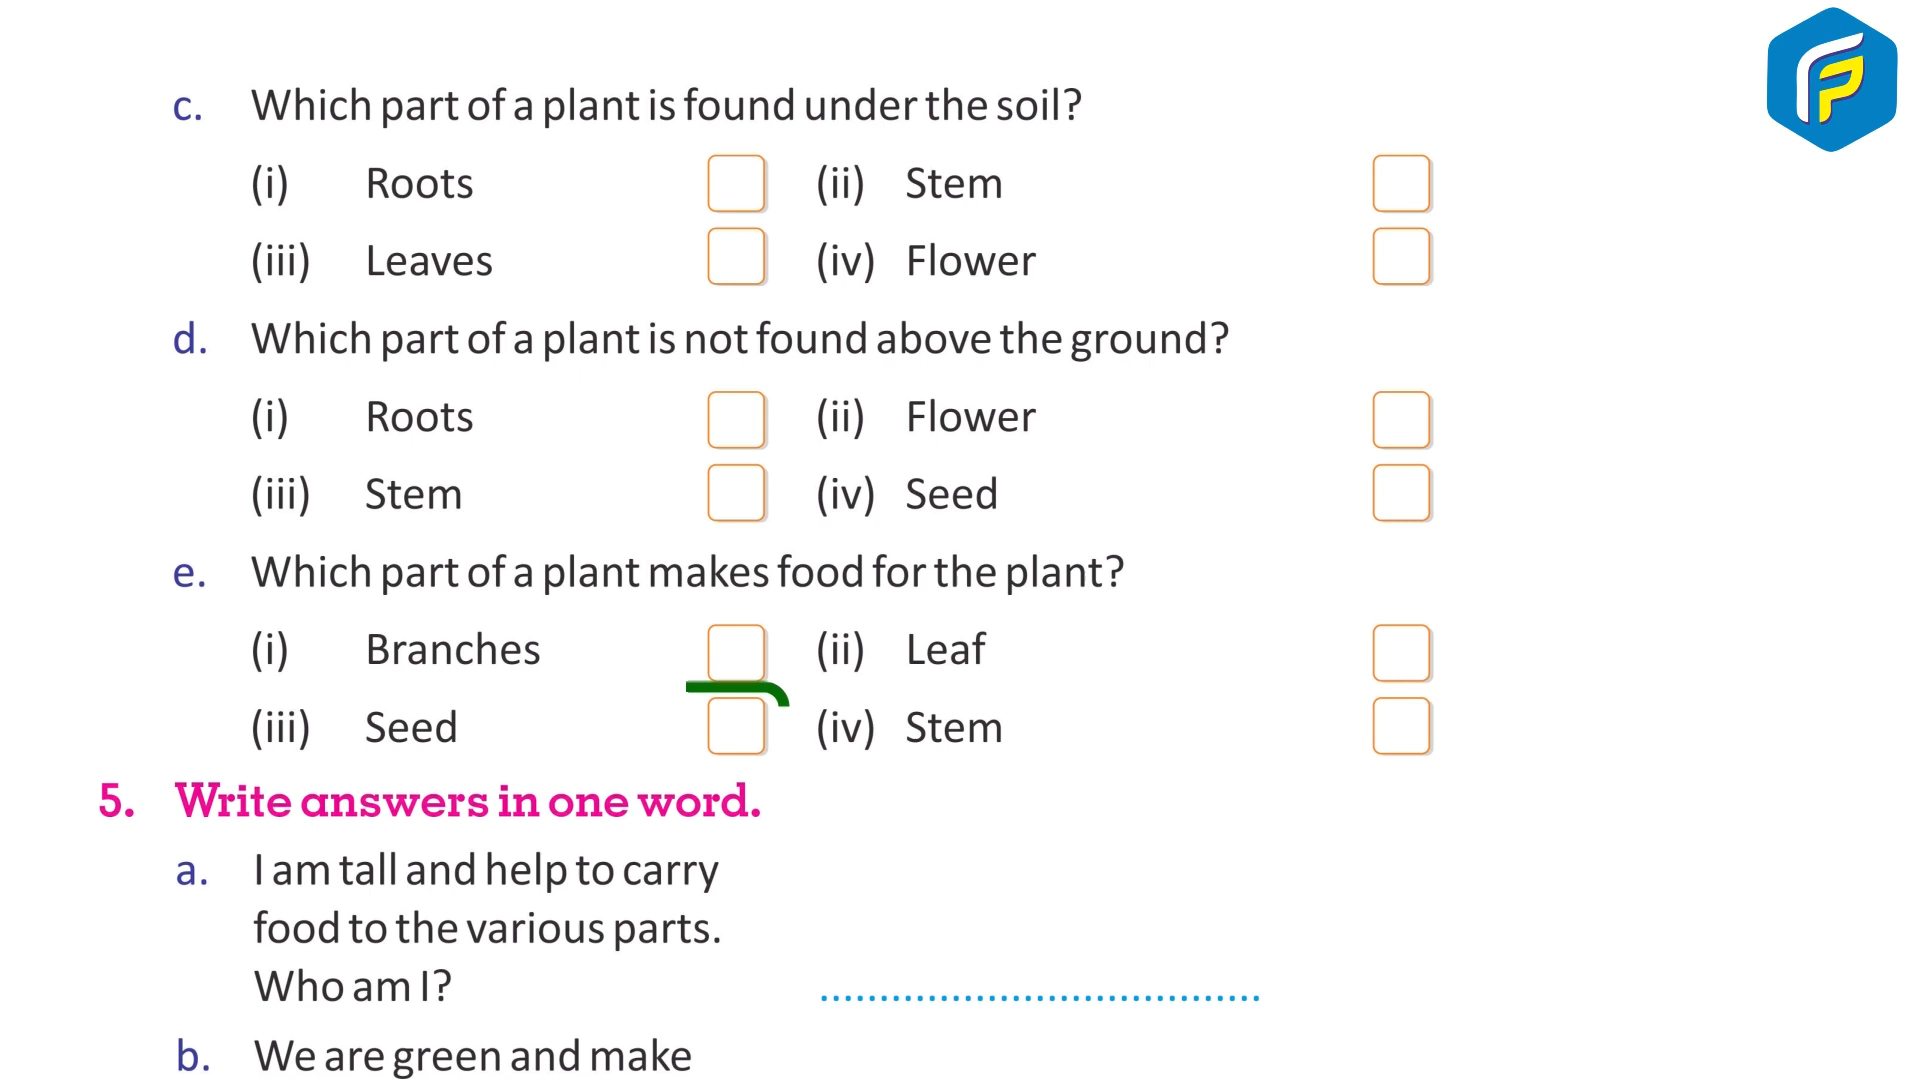 c. Which part of a plant is found under the soil?
(i) Roots (ii) Stem
(iii) Leaves (iv) Flower
d. Which part of a plant is not found above the ground?
(i) Roots (ii) Flower
(iii) Stem (iv) Seed
e. Which part of a plant makes food for the plant?
(i) Branches (ii) Leaf
(iii) Seed (iv) Stem
5. Write answers in one word.
a. I am tall and help to carry
food to the various parts.
Who am I? ....................................
b. We are green and make